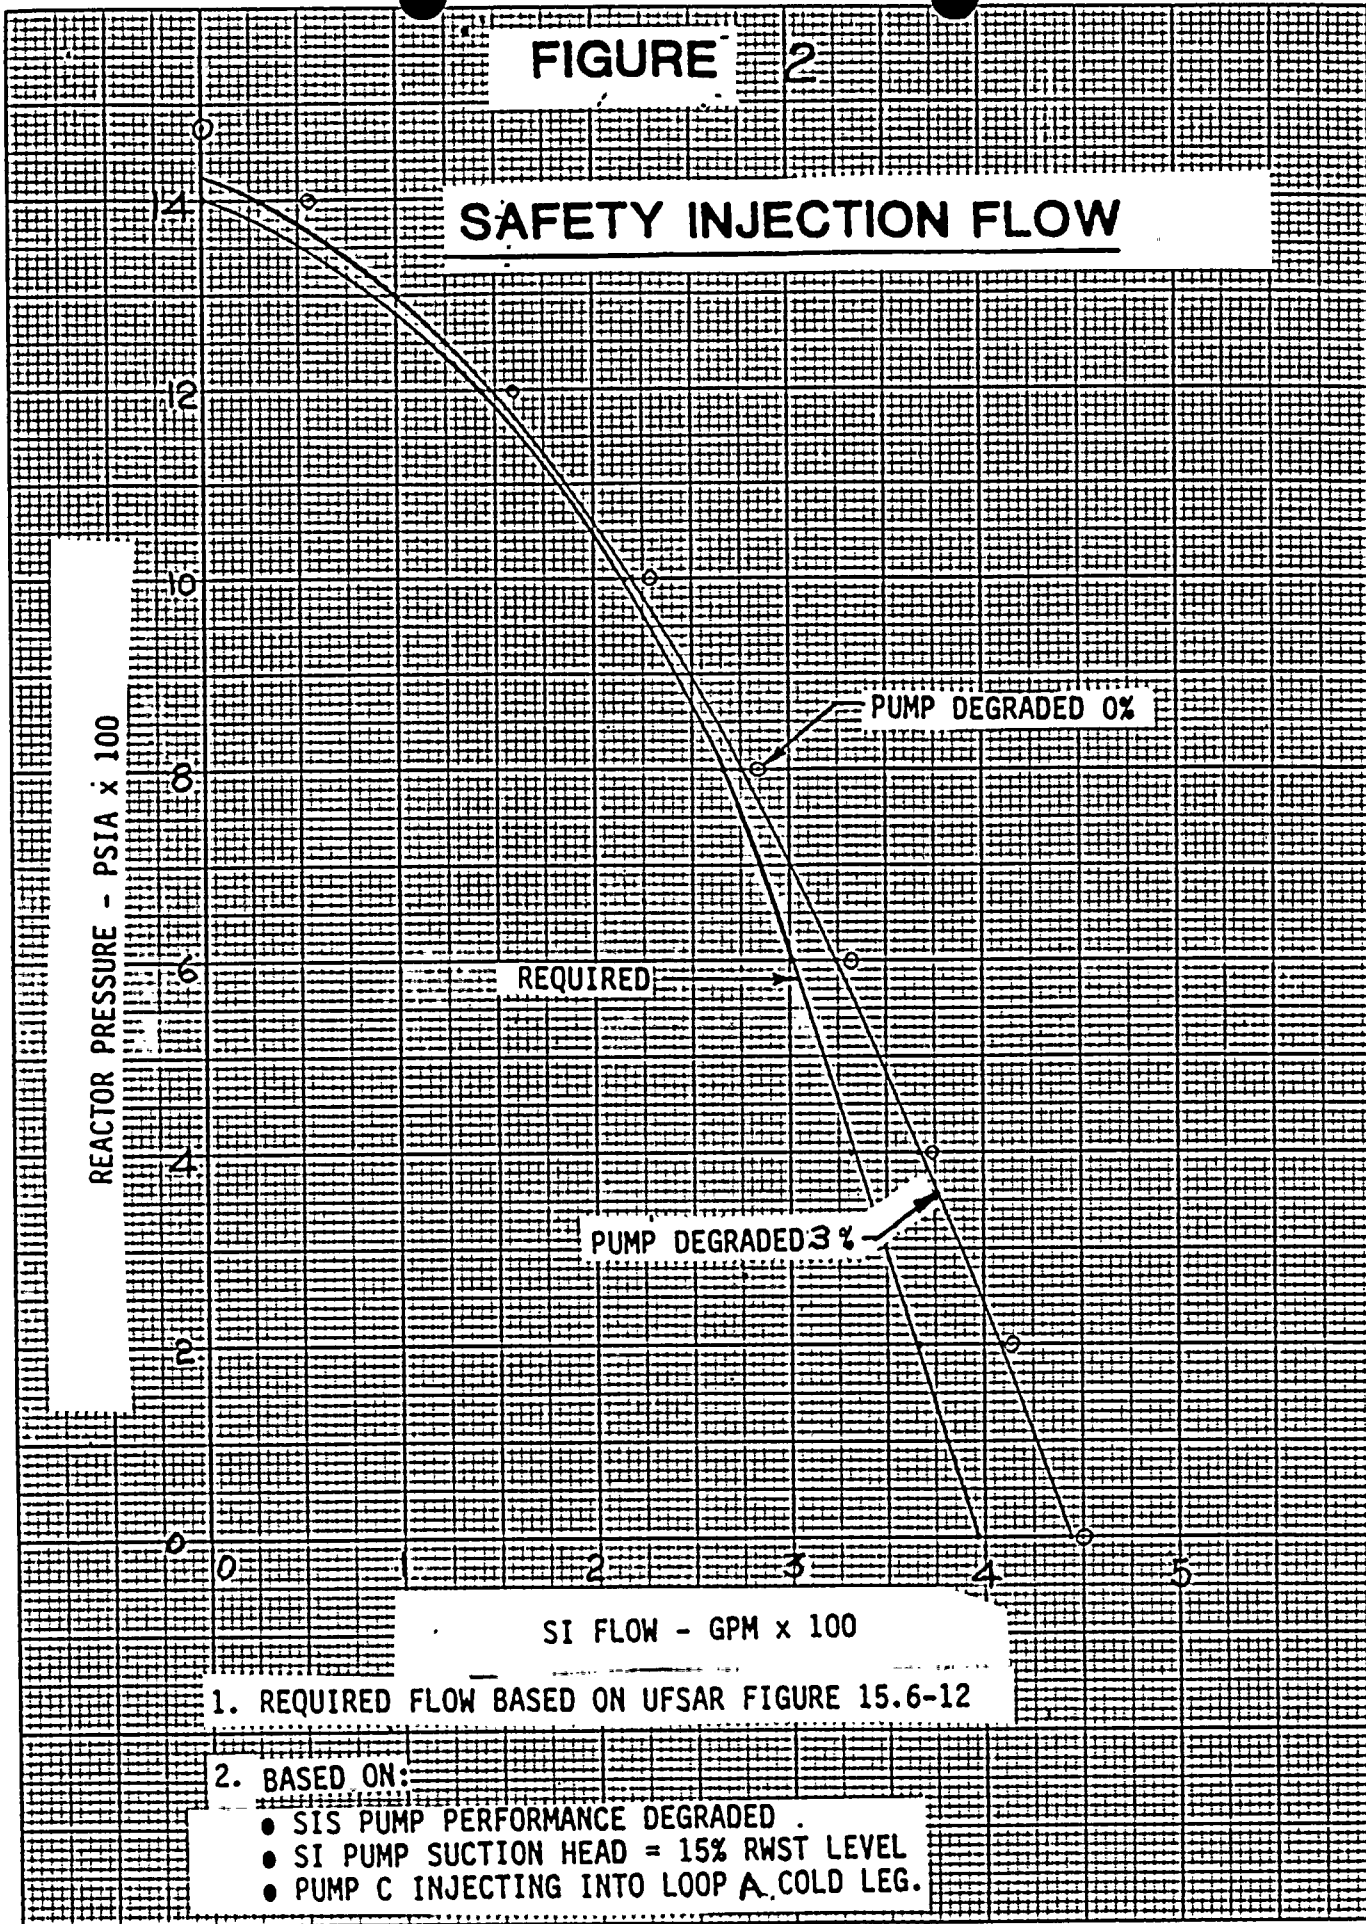 FIGURE 2
SAFETY INJECTION FLOW
14
12
10
8
6
4
2
0
REACTOR PRESSURE - PSIA x 100
PUMP DEGRADED 0%
REQUIRED
PUMP DEGRADED 3 %
0 1 2 3 4 5
SI FLOW - GPM x 100
1. REQUIRED FLOW BASED ON UFSAR FIGURE 15.6-12
2. BASED ON:
● SIS PUMP PERFORMANCE DEGRADED .
● SI PUMP SUCTION HEAD = 15% RWST LEVEL
● PUMP C INJECTING INTO LOOP A COLD LEG.